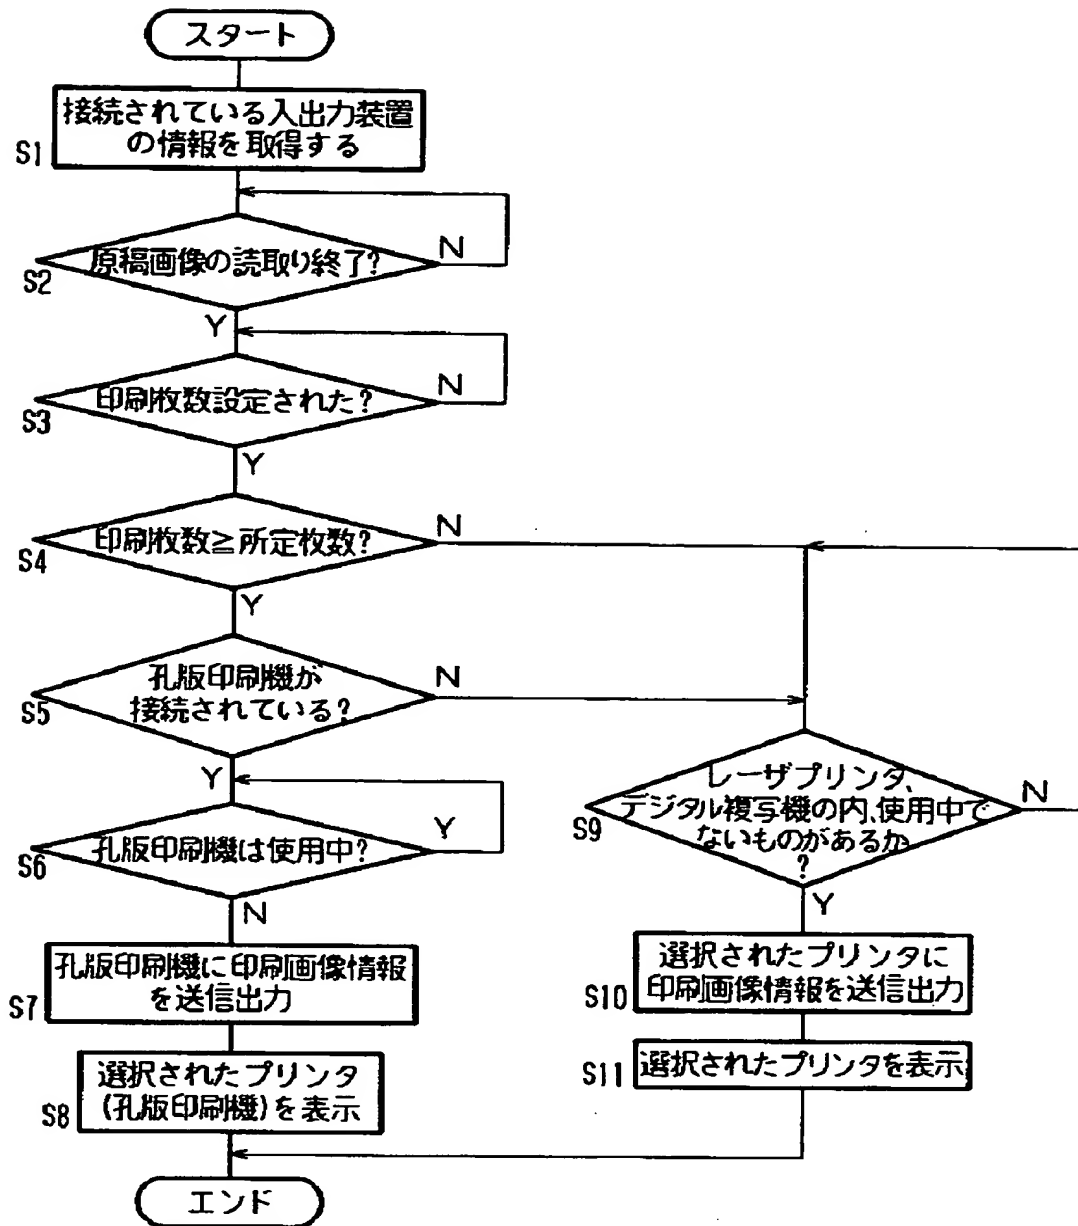 スタート
接続されている入出力装置
の情報を取得する
S1
原稿画像の読取り終了?
N
S2
Y
印刷枚数設定された?
N
S3
Y
印刷枚数≧所定枚数?
N
S4
Y
孔版印刷機が
接続されている?
N
S5
Y
孔版印刷機は使用中?
Y
S6
N
孔版印刷機に印刷画像情報
を送信出力
S7
選択されたプリンタ
(孔版印刷機)を表示
S8
レーザプリンタ、
デジタル複写機の内、使用中で
ないものがあるか
?
N
S9
Y
選択されたプリンタに
印刷画像情報を送信出力
S10
選択されたプリンタを表示
S11
エンド